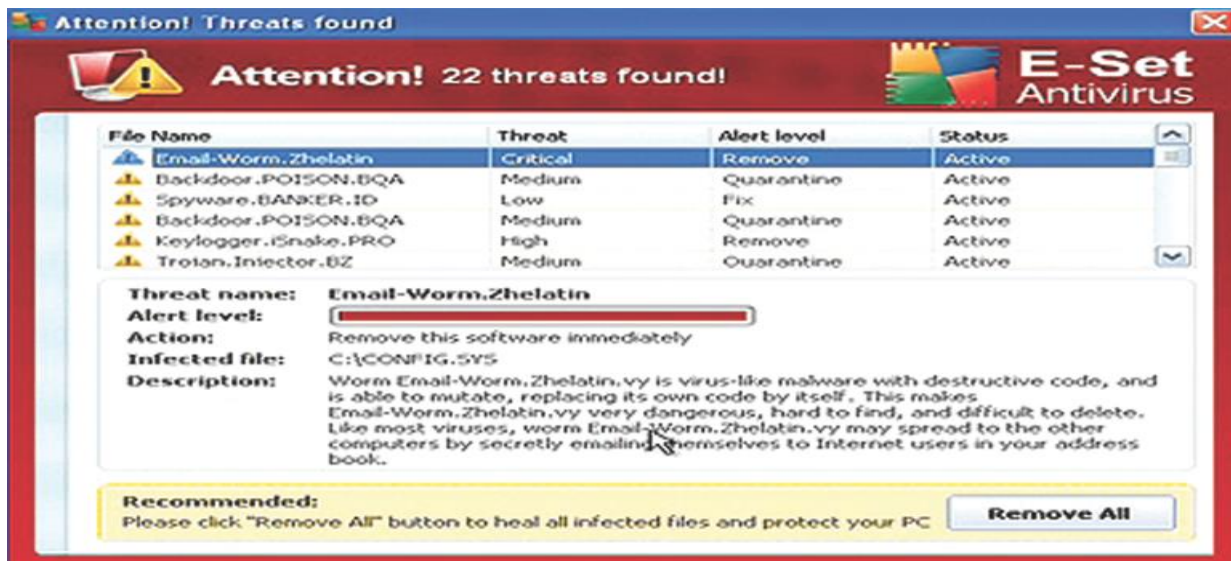 Attention! Threats found
Attention! 22 threats found!
E-Set
Antivirus
File Name Threat Alert level Status
Email-Worm.Zhelatin Critical Remove Active
Backdoor.POISON.BQA Medium Quarantine Active
Spyware.BANKER.ID Low Fix Active
Backdoor.POISON.BQA Medium Quarantine Active
Keylogger.iSnake.PRO High Remove Active
Trojan.Injector.BZ Medium Quarantine Active
Threat name: Email-Worm.Zhelatin
Alert level:
Action: Remove this software immediately
Infected file: C:\CONFIG.SYS
Description: Worm Email-Worm.Zhelatin.vy is virus-like malware with destructive code, and
is able to mutate, replacing its own code by itself. This makes
Email-Worm.Zhelatin.vy very dangerous, hard to find, and difficult to delete.
Like most viruses, worm Email-Worm.Zhelatin.vy may spread to the other
computers by secretly emailing themselves to Internet users in your address
book.
Recommended:
Please click "Remove All" button to heal all infected files and protect your PC
Remove All